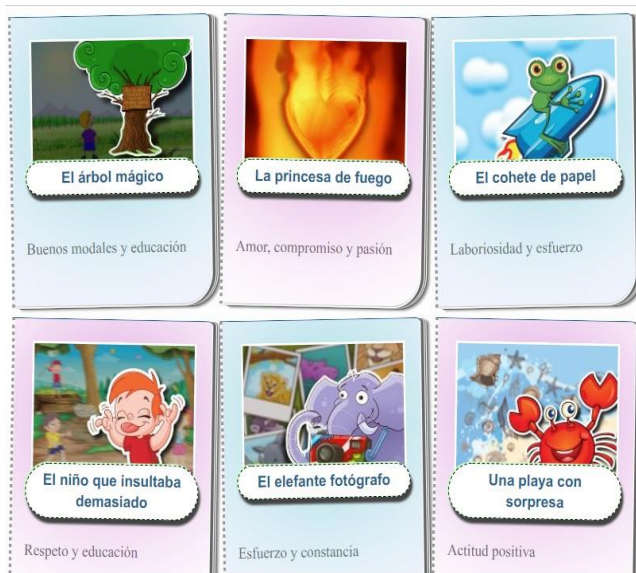 El árbol mágico
Buenos modales y educación
La princesa de fuego
Amor, compromiso y pasión
El cohete de papel
Laboriosidad y esfuerzo
El niño que insultaba
demasiado
Respeto y educación
El elefante fotógrafo
Esfuerzo y constancia
Una playa con
sorpresa
Actitud positiva